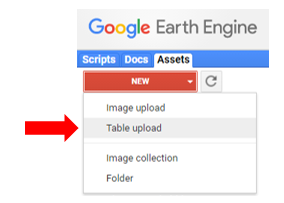 Google Earth Engine
Scripts Docs Assets
NEW
Image upload
Table upload
Image collection
Folder